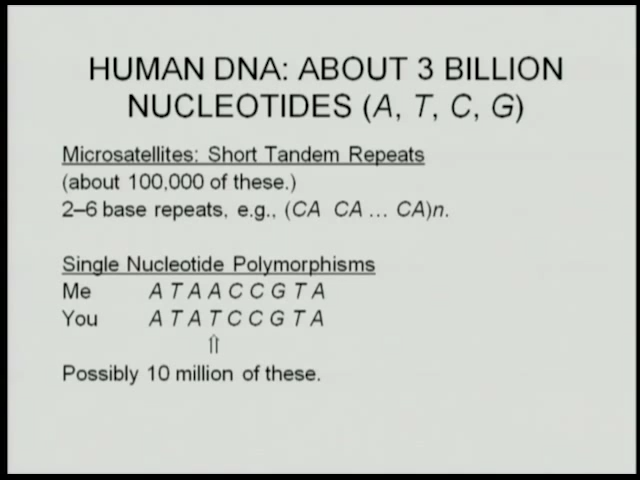 HUMAN DNA: ABOUT 3 BILLION
NUCLEOTIDES (A, T, C, G)
Microsatellites: Short Tandem Repeats
(about 100,000 of these.)
2–6 base repeats, e.g., (CA CA ... CA)n.
Single Nucleotide Polymorphisms
Me A T A A C C G T A
You A T A T C C G T A
⇑
Possibly 10 million of these.